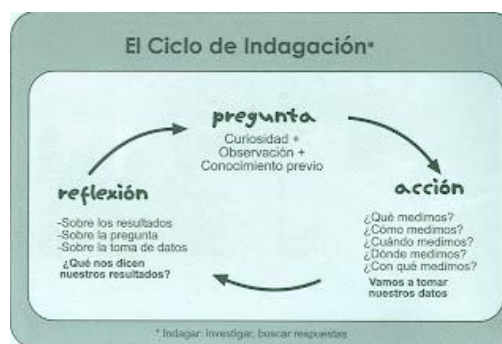 El Ciclo de Indagación*
pregunta
Curiosidad +
Observación +
Conocimiento previo
acción
¿Qué medimos?
¿Cómo medimos?
¿Cuándo medimos?
¿Dónde medimos?
¿Con qué medimos?
Vamos a tomar
nuestros datos
reflexión
-Sobre los resultados
-Sobre la pregunta
-Sobre la toma de datos
¿Qué nos dicen
nuestros resultados?
* Indagar: investigar, buscar respuestas